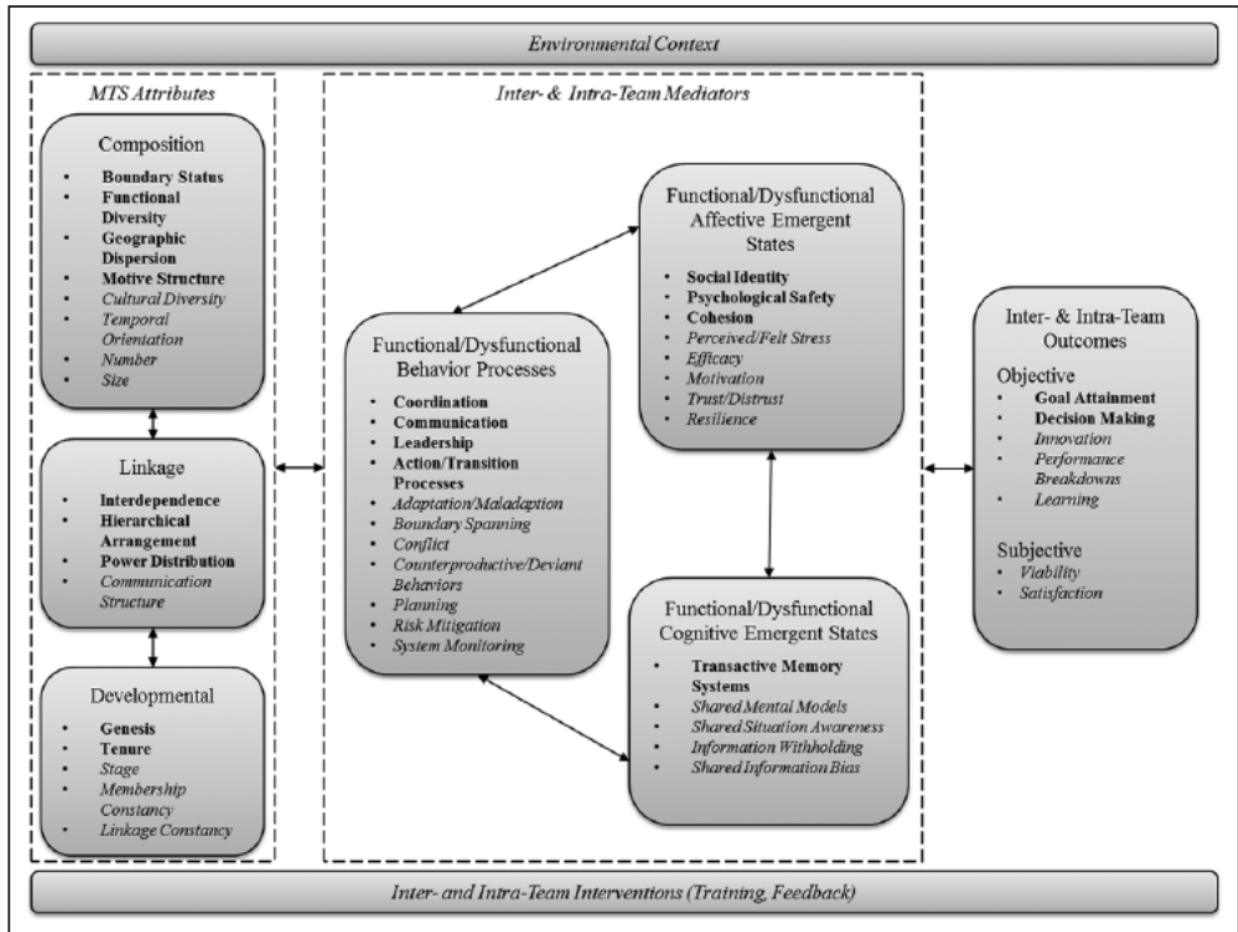 Environmental Context
MTS Attributes
Composition
• Boundary Status
• Functional
Diversity
• Geographic
Dispersion
• Motive Structure
• Cultural Diversity
• Temporal
Orientation
• Number
• Size
Linkage
• Interdependence
• Hierarchical
Arrangement
• Power Distribution
• Communication
Structure
Developmental
• Genesis
• Tenure
• Stage
• Membership
Constancy
• Linkage Constancy
Inter- & Intra-Team Mediators
Functional/Dysfunctional
Behavior Processes
• Coordination
• Communication
• Leadership
• Action/Transition
Processes
• Adaptation/Maladaption
• Boundary Spanning
• Conflict
• Counterproductive/Deviant
Behaviors
• Planning
• Risk Mitigation
• System Monitoring
Functional/Dysfunctional
Affective Emergent
States
• Social Identity
• Psychological Safety
• Cohesion
• Perceived/Felt Stress
• Efficacy
• Motivation
• Trust/Distrust
• Resilience
Functional/Dysfunctional
Cognitive Emergent States
• Transactive Memory
Systems
• Shared Mental Models
• Shared Situation Awareness
• Information Withholding
• Shared Information Bias
Inter- & Intra-Team
Outcomes
Objective
• Goal Attainment
• Decision Making
• Innovation
• Performance
Breakdowns
• Learning
Subjective
• Viability
• Satisfaction
Inter- and Intra-Team Interventions (Training, Feedback)